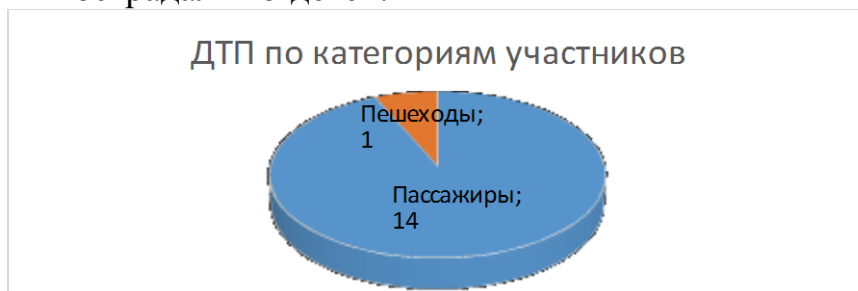 ДТП по категориям участников
Пешеходы;
1
Пассажиры;
14